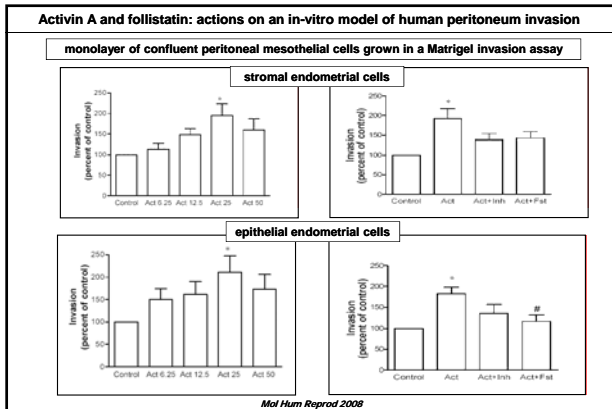 Activin A and follistatin: actions on an in-vitro model of human peritoneum invasion
monolayer of confluent peritoneal mesothelial cells grown in a Matrigel invasion assay
stromal endometrial cells
Invasion
(percent of control)
250
200
150
100
50
0
*
Control Act 6.25 Act 12.5 Act 25 Act 50
Invasion
(percent of control)
250
200
150
100
50
0
*
Control Act Act+Inh Act+Fst
epithelial endometrial cells
Invasion
(percent of control)
250
200
150
100
50
0
*
Control Act 6.25 Act 12.5 Act 25 Act 50
Invasion
(percent of control)
250
200
150
100
50
0
*
#
Control Act Act+Inh Act+Fst
Mol Hum Reprod 2008